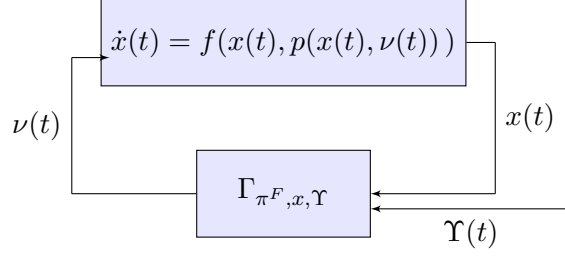 ẋ(t) = f(x(t), p(x(t), ν(t)) )
ν(t)
x(t)
Γ_{π^F,x,Υ}
Υ(t)